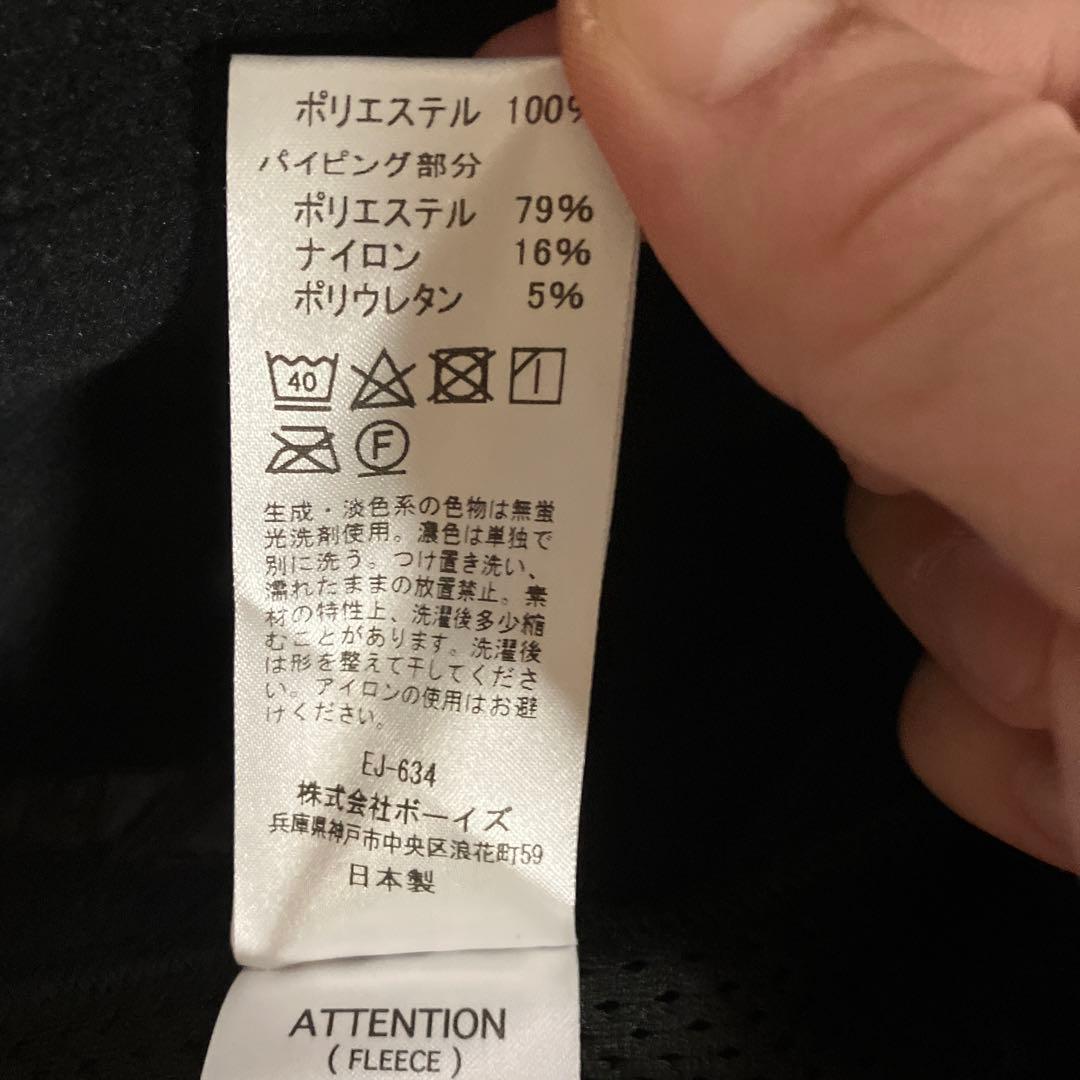 ポリエステル 100%
パイピング部分
ポリエステル 79%
ナイロン 16%
ポリウレタン 5%
40
F
生成・淡色系の色物は無蛍
光洗剤使用。濃色は単独で
別に洗う。つけ置き洗い、
濡れたままの放置禁止。素
材の特性上、洗濯後多少縮
むことがあります。洗濯後
は形を整えて干してくださ
い。アイロンの使用はお避
けください。
EJ-634
株式会社ボーイズ
兵庫県神戸市中央区浪花町59
日本製
ATTENTION
( FLEECE )